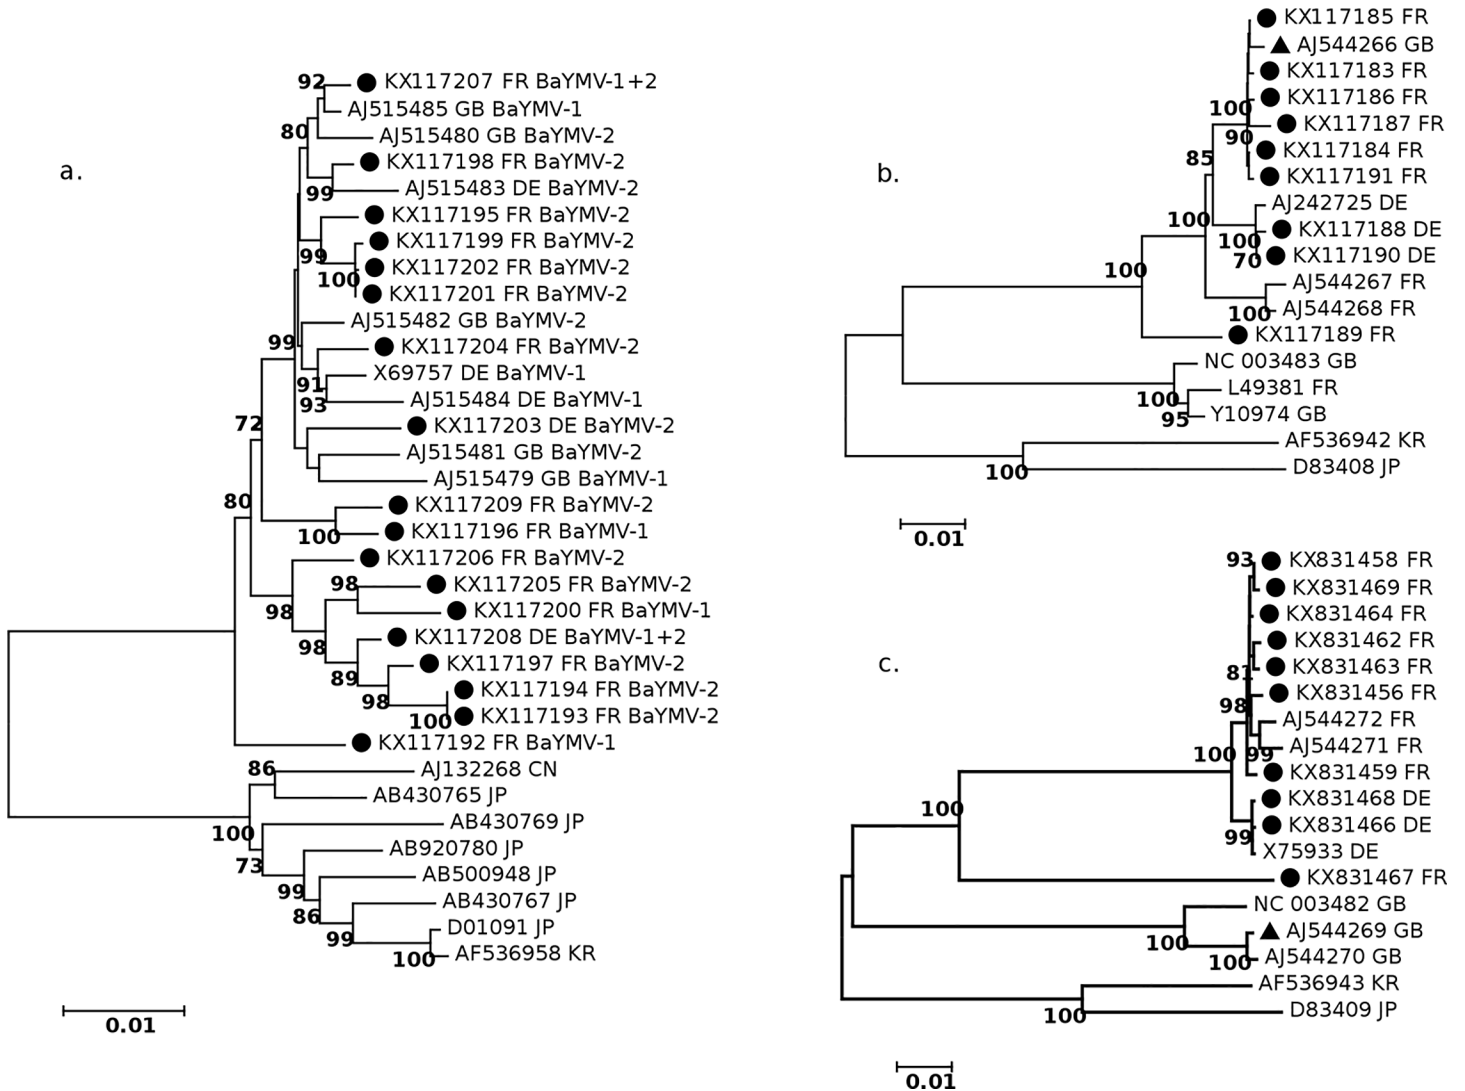 a.
92
KX117207 FR BaYMV-1+2
AJ515485 GB BaYMV-1
80
AJ515480 GB BaYMV-2
KX117198 FR BaYMV-2
99
AJ515483 DE BaYMV-2
KX117195 FR BaYMV-2
KX117199 FR BaYMV-2
99
KX117202 FR BaYMV-2
100
KX117201 FR BaYMV-2
AJ515482 GB BaYMV-2
99
KX117204 FR BaYMV-2
X69757 DE BaYMV-1
91
AJ515484 DE BaYMV-1
93
72
KX117203 DE BaYMV-2
AJ515481 GB BaYMV-2
AJ515479 GB BaYMV-1
80
KX117209 FR BaYMV-2
KX117196 FR BaYMV-1
100
KX117206 FR BaYMV-2
98
KX117205 FR BaYMV-2
98
KX117200 FR BaYMV-1
KX117208 DE BaYMV-1+2
98
KX117197 FR BaYMV-2
89
KX117194 FR BaYMV-2
98
KX117193 FR BaYMV-2
100
KX117192 FR BaYMV-1
86
AJ132268 CN
AB430765 JP
AB430769 JP
100
AB920780 JP
73
AB500948 JP
99
AB430767 JP
86
D01091 JP
99
AF536958 KR
100
0.01
b.
KX117185 FR
AJ544266 GB
KX117183 FR
KX117186 FR
100
KX117187 FR
90
KX117184 FR
85
KX117191 FR
AJ242725 DE
100
KX117188 DE
100
KX117190 DE
70
100
AJ544267 FR
AJ544268 FR
100
KX117189 FR
NC 003483 GB
L49381 FR
100
Y10974 GB
95
AF536942 KR
D83408 JP
100
0.01
c.
93
KX831458 FR
KX831469 FR
KX831464 FR
KX831462 FR
KX831463 FR
81
KX831456 FR
98
AJ544272 FR
AJ544271 FR
100
99
KX831459 FR
KX831468 DE
100
KX831466 DE
99
X75933 DE
KX831467 FR
NC 003482 GB
AJ544269 GB
100
AJ544270 GB
100
AF536943 KR
D83409 JP
100
0.01